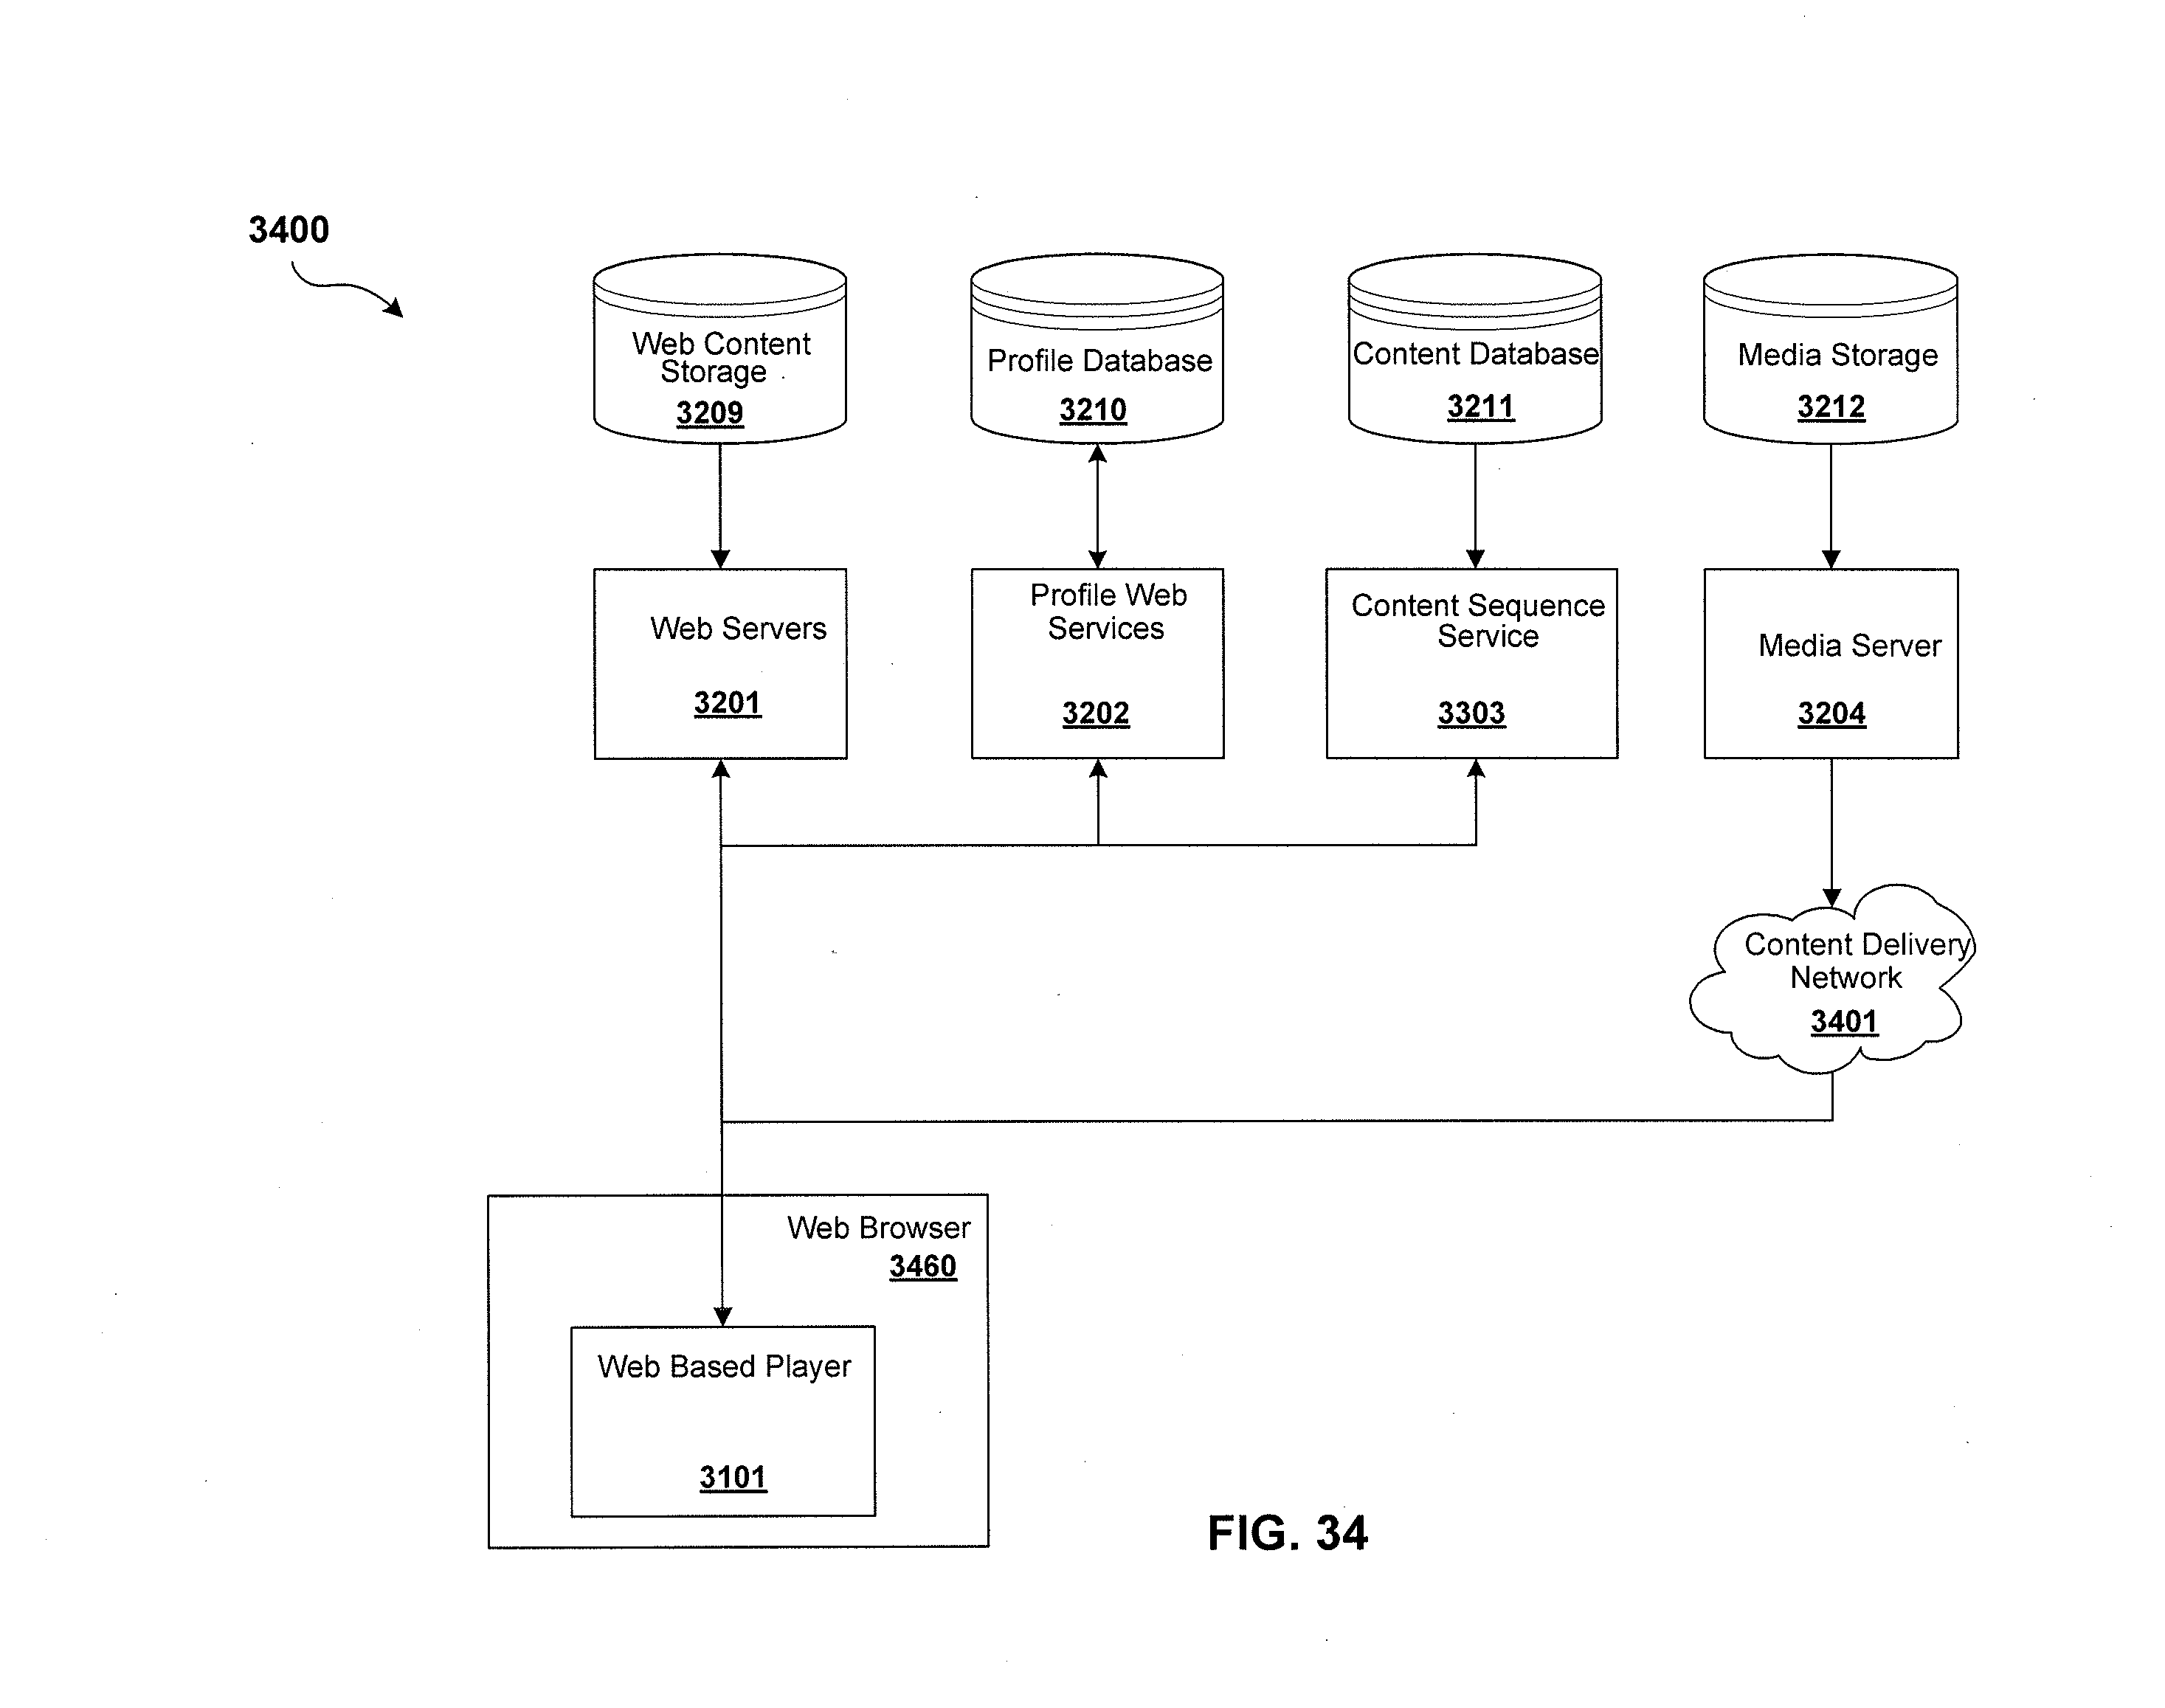 3400
Web Content
Storage
3209
Profile Database
3210
Content Database
3211
Media Storage
3212
Web Servers
3201
Profile Web
Services
3202
Content Sequence
Service
3303
Media Server
3204
Content Delivery
Network
3401
Web Browser
3460
Web Based Player
3101
FIG. 34